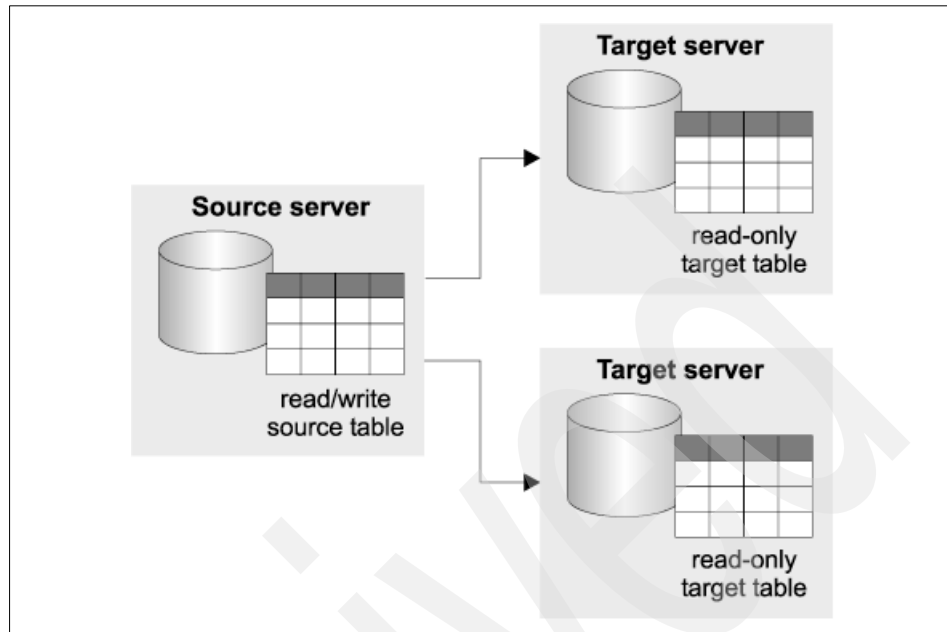 Target server
read-only
target table
Source server
read/write
source table
Target server
read-only
target table